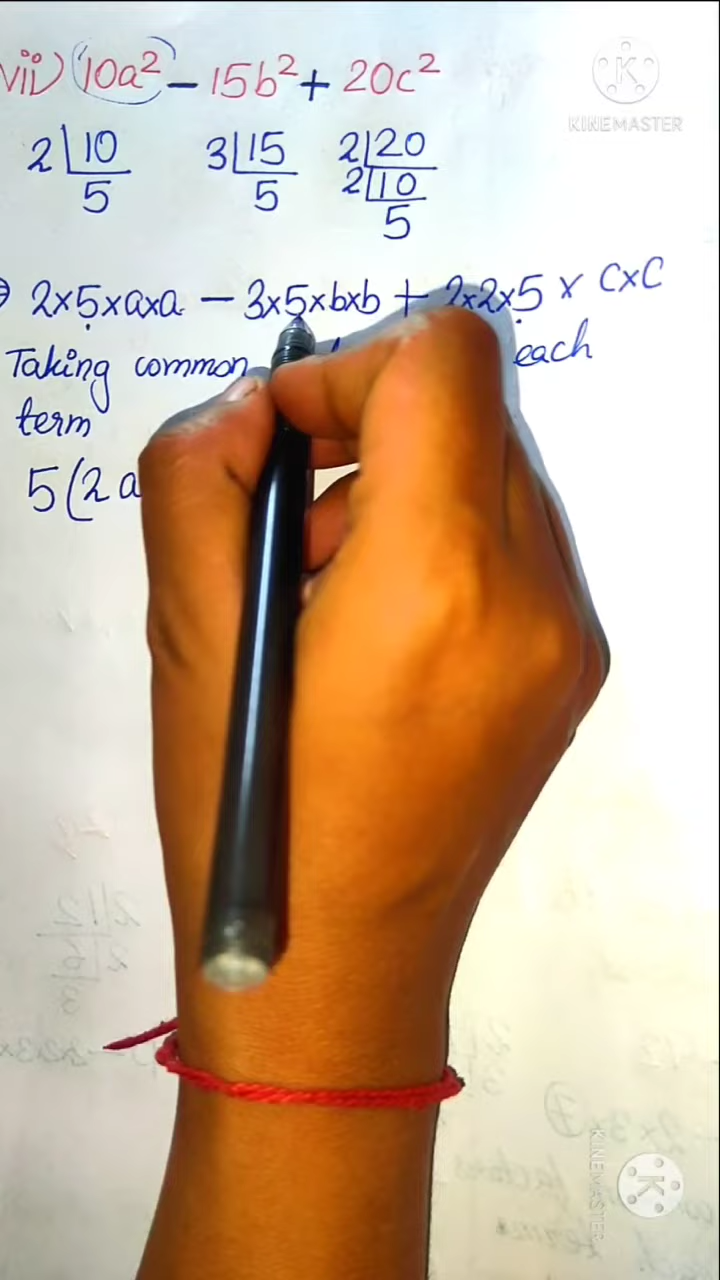 vii) 10a² - 15b² + 20c²
2 10 3 15 2 20
5 5 2 10
5
2×5×a×a - 3×5×b×b + 2×2×5 × c×c
Taking common each
term
5(2a
KINEMASTER
KINEMASTER